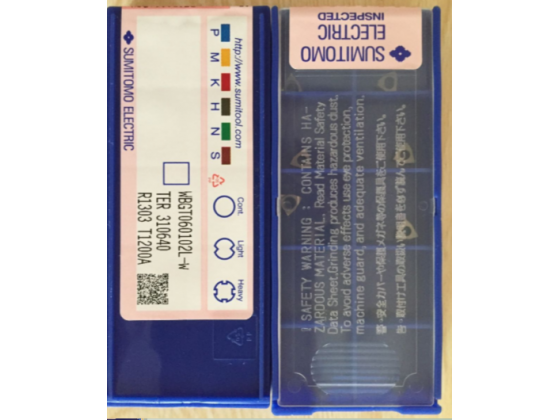 SUMITOMO ELECTRIC
http://www.sumitool.com
P M K H N S
Cont. Light Heavy
WBGT060102L-W
TER 310640
R1303 T1200A
SUMITOMO
ELECTRIC
INSPECTED
! SAFETY WARNING : CONTAINS HA-
ZARDOUS MATERIAL. Read Material Safety
Data Sheet.Grinding produces hazardous dust.
To avoid adverse effects use eye protection,
machine guard, and adequate ventilation.